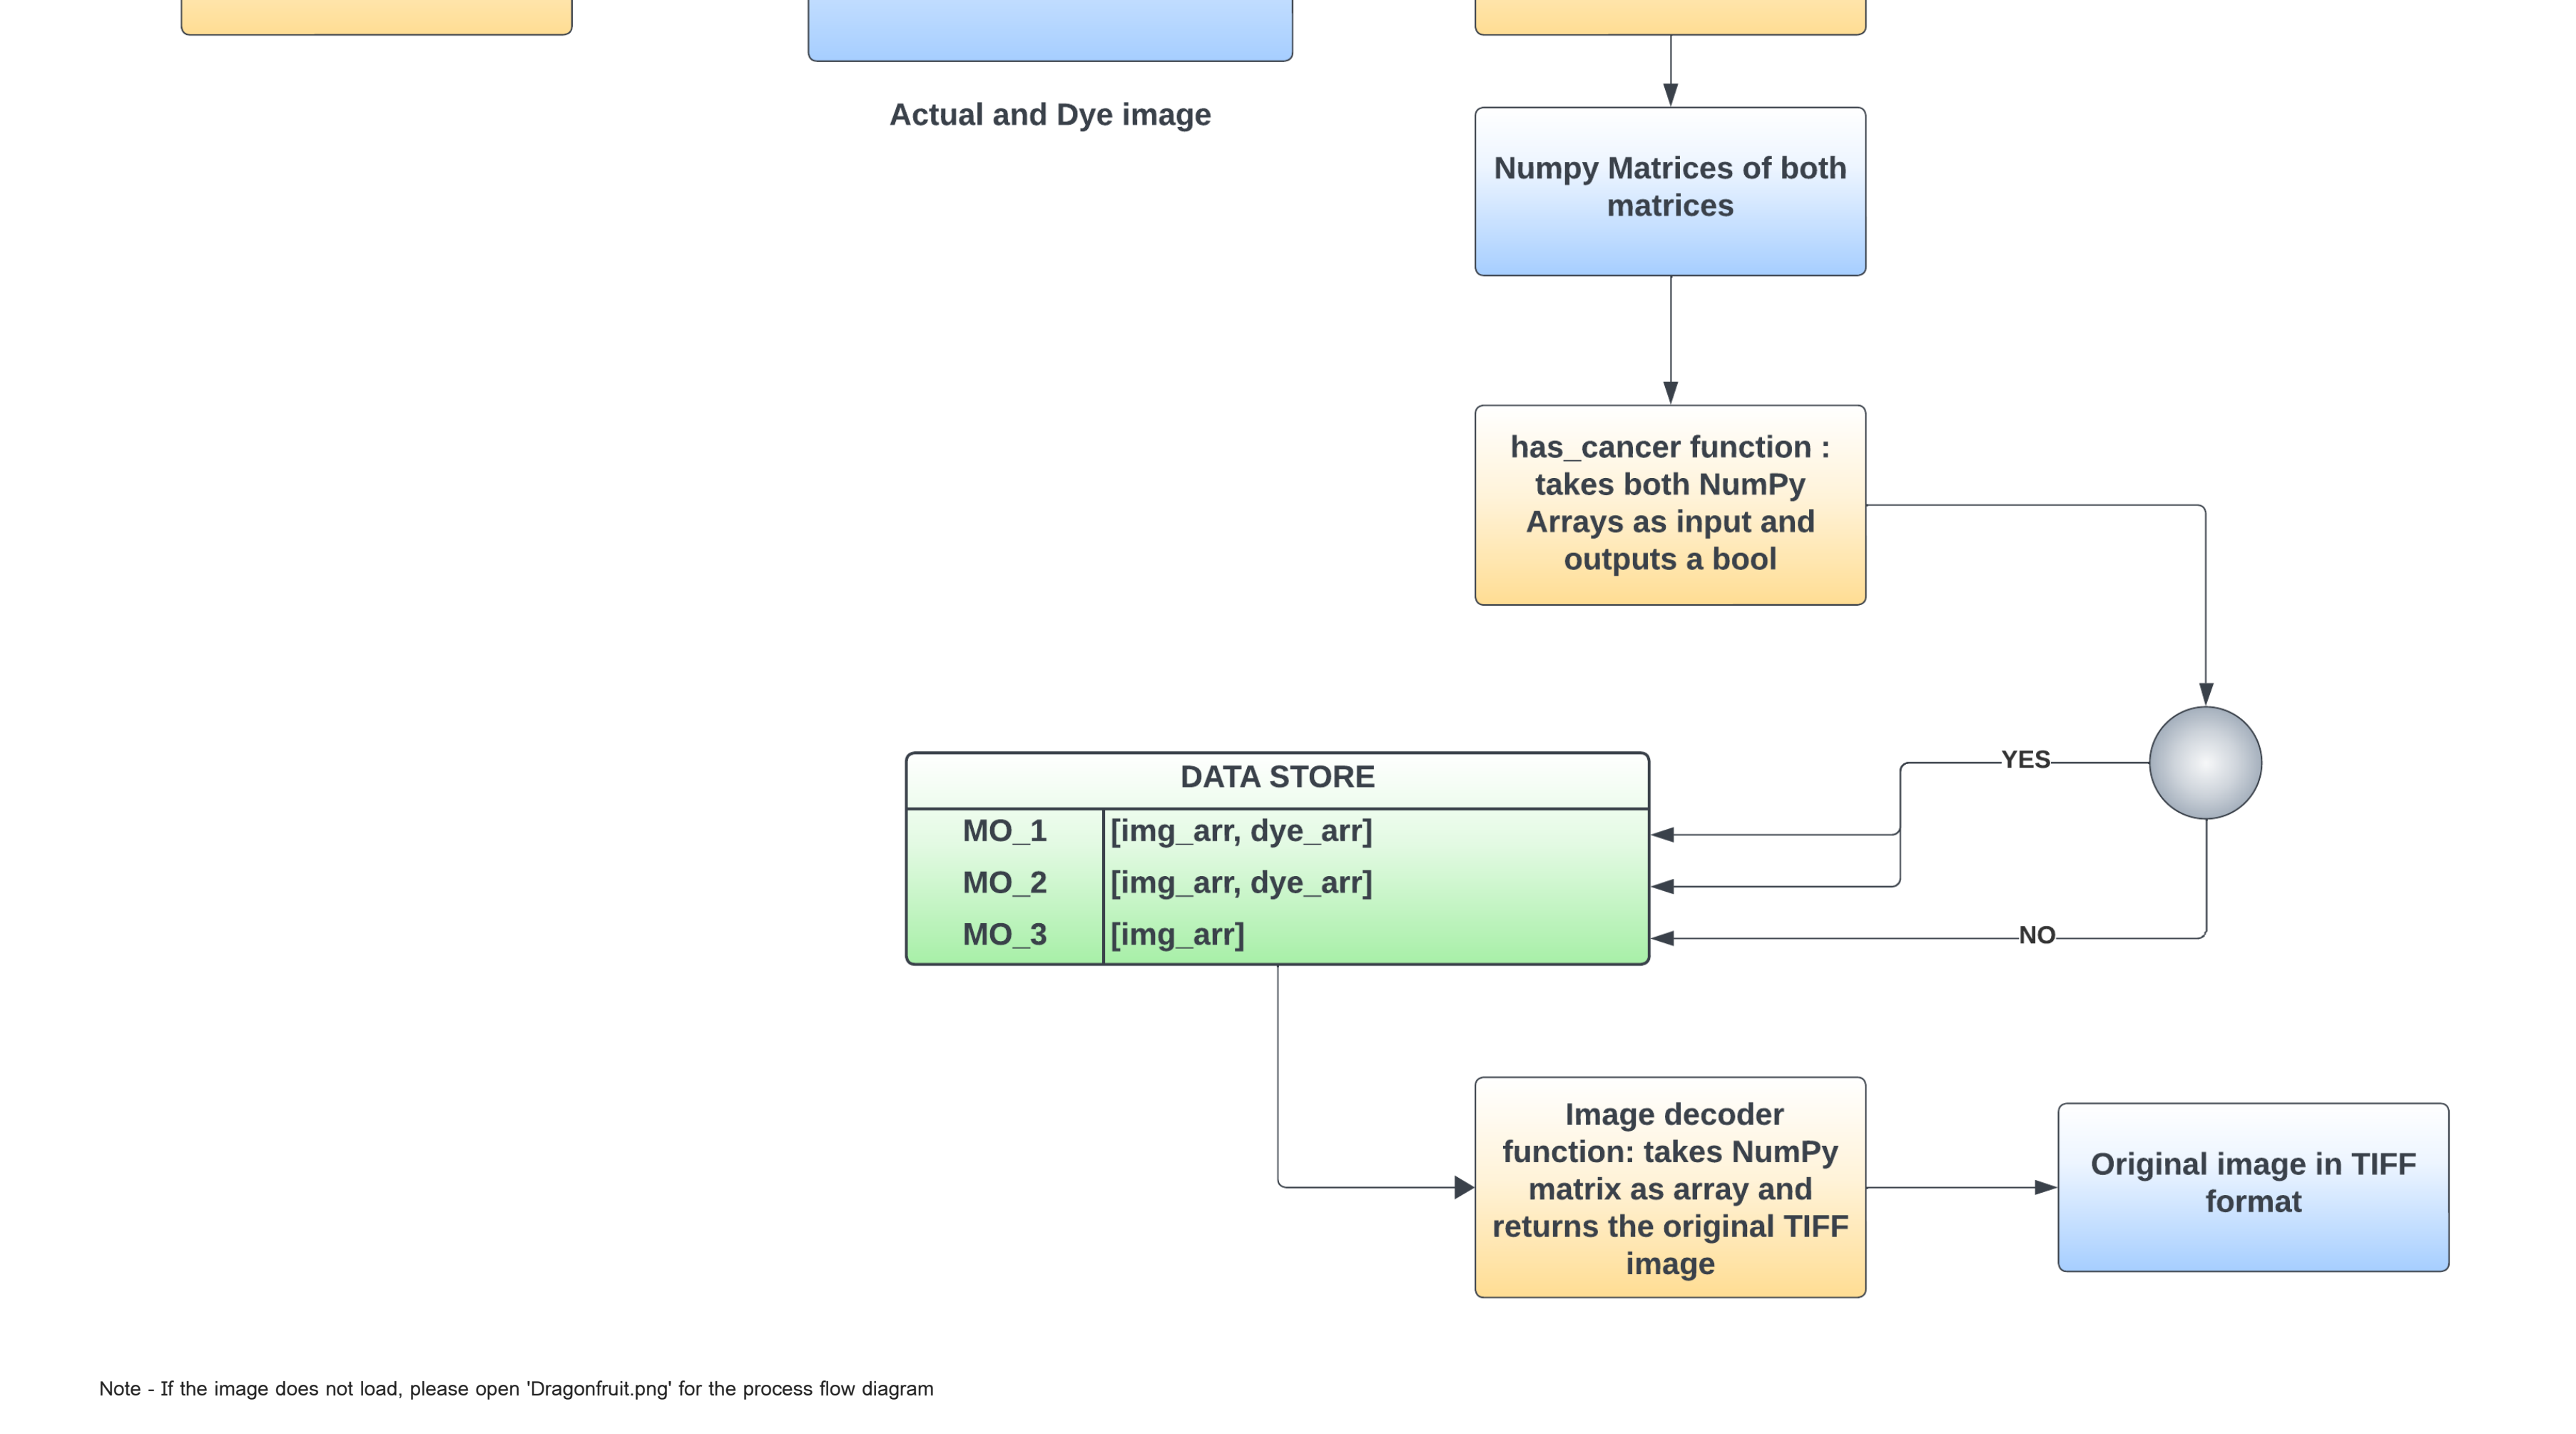 Actual and Dye image
Numpy Matrices of both
matrices
has_cancer function :
takes both NumPy
Arrays as input and
outputs a bool
YES
DATA STORE
MO_1 [img_arr, dye_arr]
MO_2 [img_arr, dye_arr]
MO_3 [img_arr]
NO
Image decoder
function: takes NumPy
matrix as array and
returns the original TIFF
image
Original image in TIFF
format
Note - If the image does not load, please open 'Dragonfruit.png' for the process flow diagram